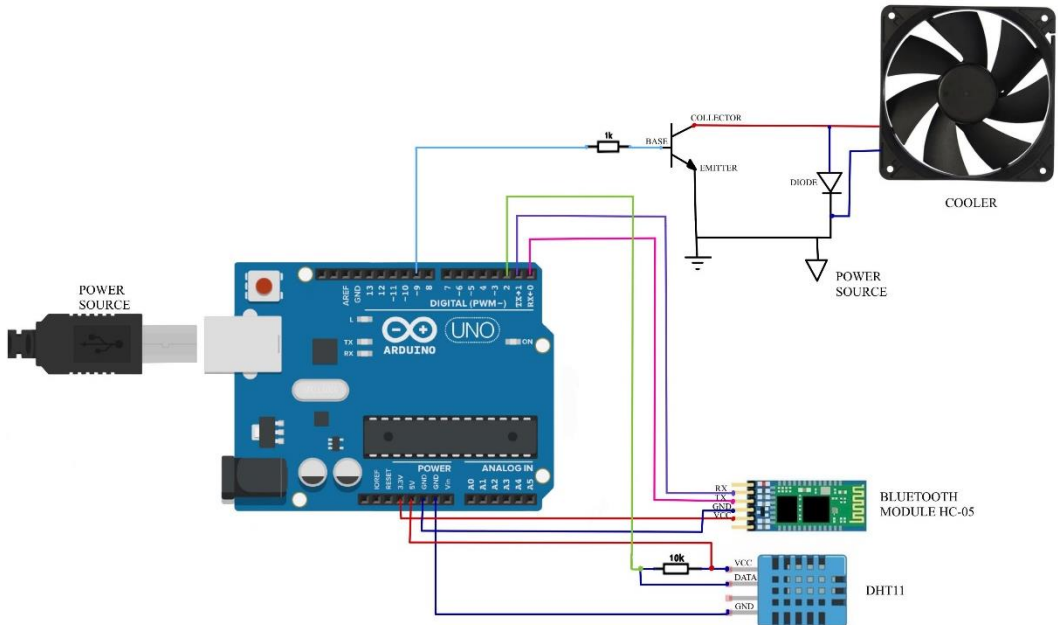 COLLECTOR
1k
BASE
EMITTER
DIODE
COOLER
POWER
SOURCE
POWER
SOURCE
AREF
GND
13
12
~11
~10
~9
8
7
~6
~5
4
~3
2
TX→1
RX←0
DIGITAL (PWM~)
L
TX
RX
ARDUINO
UNO
ON
POWER
ANALOG IN
IOREF
RESET
3.3V
5V
GND
GND
Vin
A0
A1
A2
A3
A4
A5
RX
TX
GND
VCC
BLUETOOTH
MODULE HC-05
10k
VCC
DATA
GND
DHT11